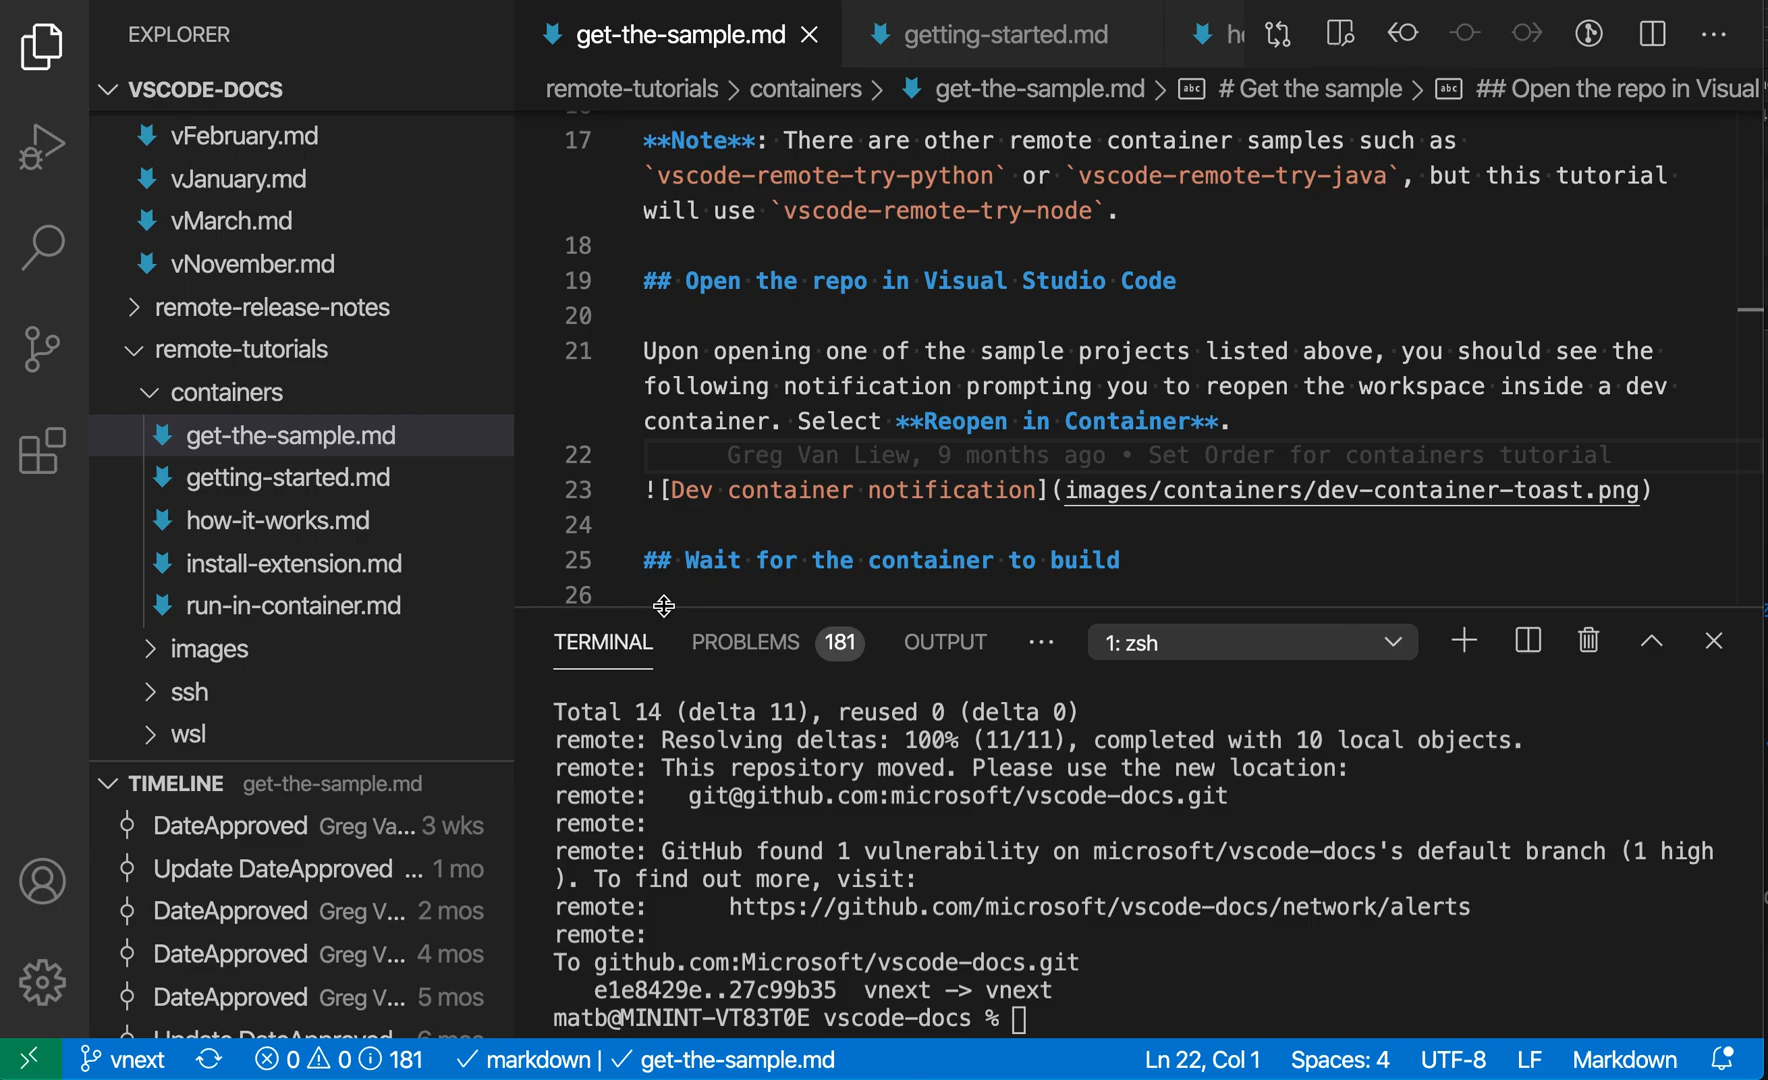 EXPLORER
VSCODE-DOCS
vFebruary.md
vJanuary.md
vMarch.md
vNovember.md
remote-release-notes
remote-tutorials
containers
get-the-sample.md
getting-started.md
how-it-works.md
install-extension.md
run-in-container.md
images
ssh
wsl
TIMELINE get-the-sample.md
DateApproved Greg Va... 3 wks
Update DateApproved ... 1 mo
DateApproved Greg V... 2 mos
DateApproved Greg V... 4 mos
DateApproved Greg V... 5 mos
get-the-sample.md getting-started.md
remote-tutorials > containers > get-the-sample.md > abc # Get the sample > abc ## Open the repo in Visual
17 **Note**: There are other remote container samples such as
`vscode-remote-try-python` or `vscode-remote-try-java`, but this tutorial
will use `vscode-remote-try-node`.
18
19 ## Open the repo in Visual Studio Code
20
21 Upon opening one of the sample projects listed above, you should see the
following notification prompting you to reopen the workspace inside a dev
container. Select **Reopen in Container**.
22 Greg Van Liew, 9 months ago • Set Order for containers tutorial
23 ![Dev container notification](images/containers/dev-container-toast.png)
24
25 ## Wait for the container to build
26
TERMINAL PROBLEMS 181 OUTPUT ... 1: zsh
Total 14 (delta 11), reused 0 (delta 0)
remote: Resolving deltas: 100% (11/11), completed with 10 local objects.
remote: This repository moved. Please use the new location:
remote:   git@github.com:microsoft/vscode-docs.git
remote:
remote: GitHub found 1 vulnerability on microsoft/vscode-docs's default branch (1 high
). To find out more, visit:
remote:      https://github.com/microsoft/vscode-docs/network/alerts
remote:
To github.com:Microsoft/vscode-docs.git
   e1e8429e..27c99b35  vnext -> vnext
matb@MININT-VT83T0E vscode-docs %
vnext 0 0 181 markdown | get-the-sample.md Ln 22, Col 1 Spaces: 4 UTF-8 LF Markdown